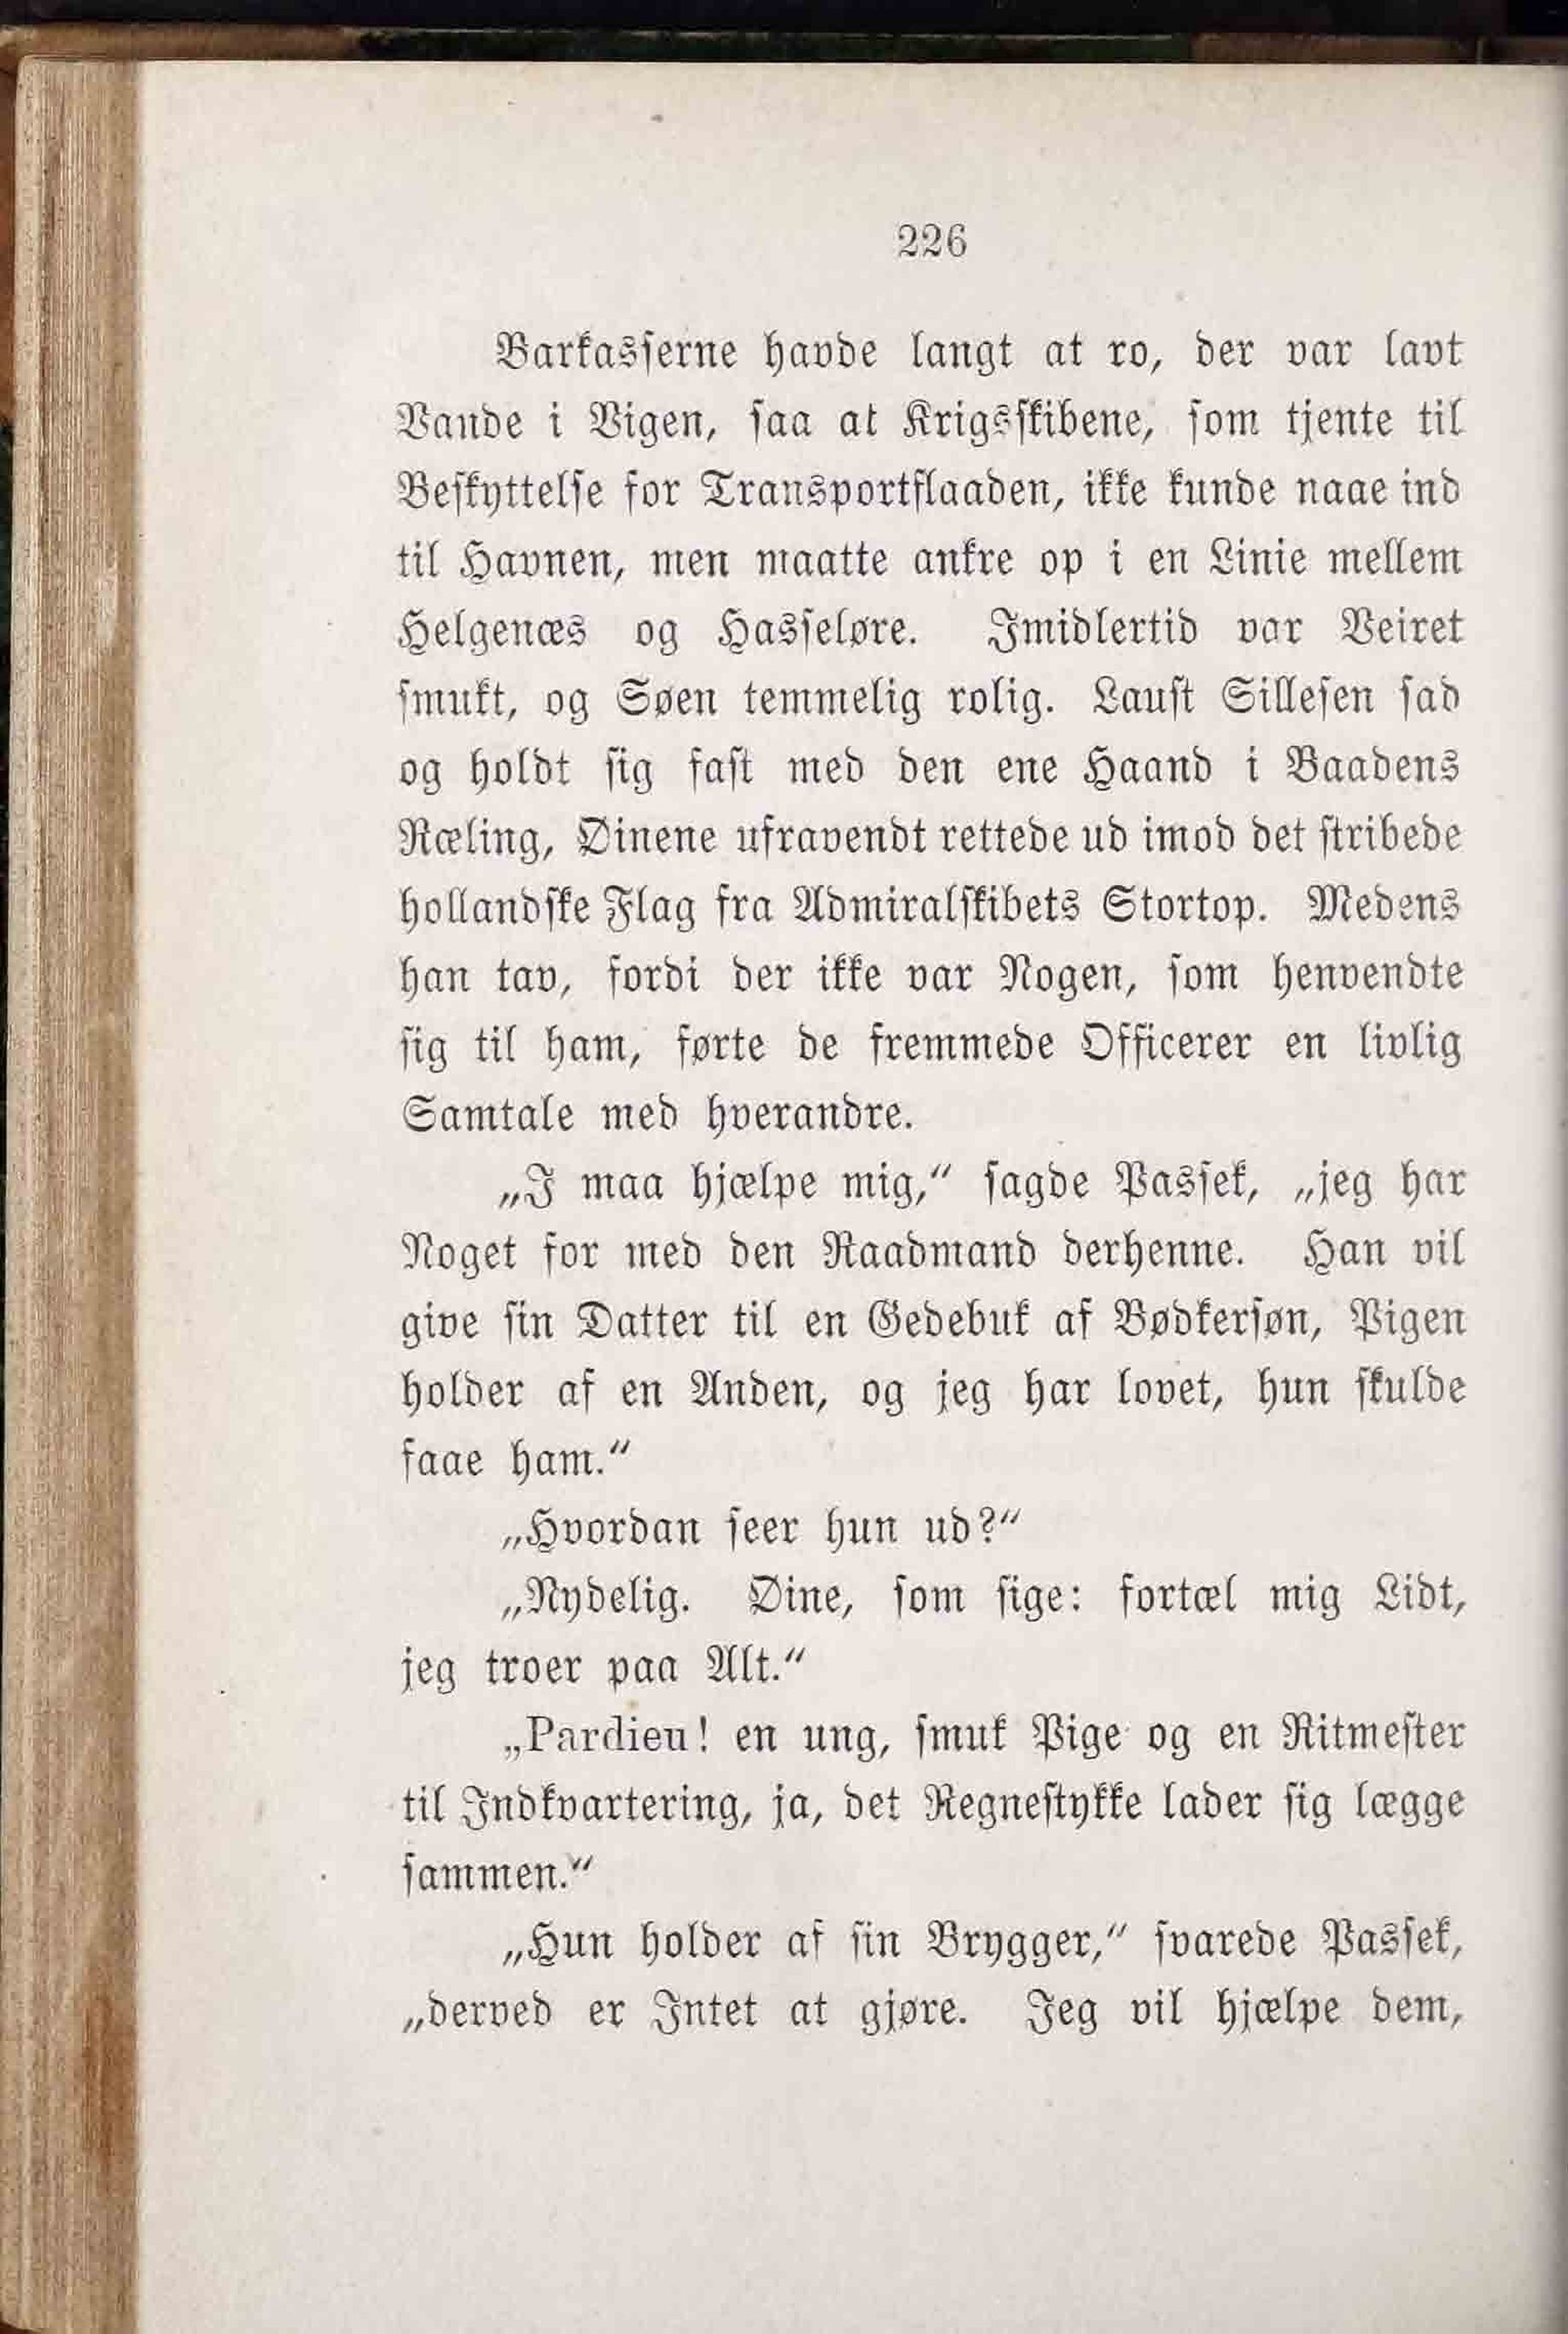 226
Barkasserne havde langt at ro, der var lavt
Vande i Vigen, saa at Krigsskibene, som tjente til
Beskyttelse for Transportflaaden, ikke kunde naae ind
til Havnen, men maatte ankre op i en Linie mellem
Helgenæs og Hasseløre. Imidlertid var Veiret
smukt, og Søen temmelig rolig. Laust Sillesen sad
og holdt sig fast med den ene Haand i Baadens
Ræling, Øinene ufravendt rettede ud imod det stribede
hollandske Flag fra Admiralskibets Stortop. Medens
han tav, fordi der ikke var Nogen, som henvendte
sig til ham, førte de fremmede Officerer en livlig
Samtale med hverandre.
„I maa hjælpe mig,“ sagde Passek, „jeg har
Noget for med den Raadmand derhenne. Han vil
give sin Datter til en Gedebuk af Bødkersøn, Pigen
holder af en Anden, og jeg har lovet, hun skulde
faae ham.“
„Hvordan seer hun ud?“
„Nydelig. Øine, som sige: fortæl mig Lidt,
jeg troer paa Alt.“
„Pardieu! en ung, smuk Pige og en Ritmester
til Indkvartering, ja, det Regnestykke lader sig lægge
sammen.“
„Hun holder af sin Brygger,“ svarede Passek,
„derved er Intet at gjøre. Jeg vil hjælpe dem,